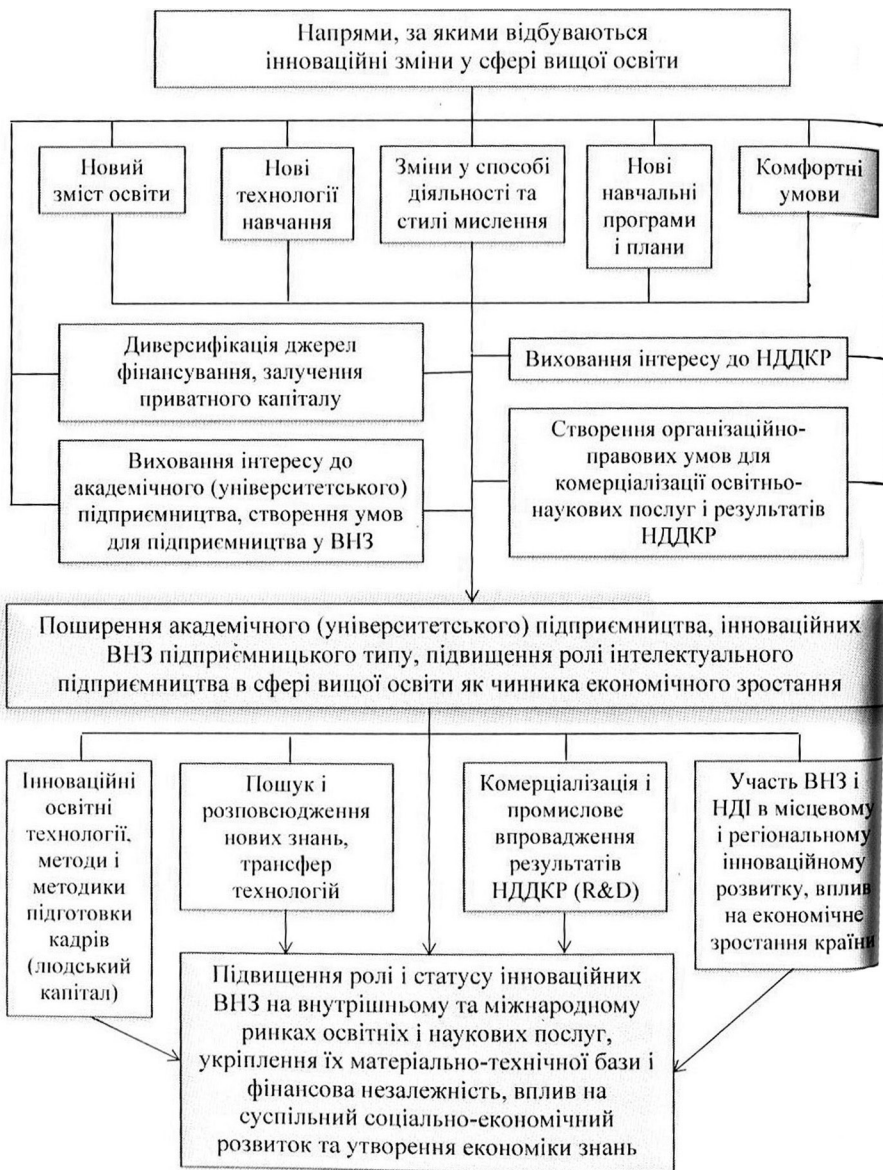 Напрями, за якими відбуваються
інноваційні зміни у сфері вищої освіти
Новий
зміст освіти
Нові
технології
навчання
Зміни у способі
діяльності та
стилі мислення
Нові
навчальні
програми
і плани
Комфортні
умови
Диверсифікація джерел
фінансування, залучення
приватного капіталу
Виховання інтересу до НДДКР
Виховання інтересу до
академічного (університетського)
підприємництва, створення умов
для підприємництва у ВНЗ
Створення організаційно-
правових умов для
комерціалізації освітньо-
наукових послуг і результатів
НДДКР
Поширення академічного (університетського) підприємництва, інноваційних
ВНЗ підприємницького типу, підвищення ролі інтелектуального
підприємництва в сфері вищої освіти як чинника економічного зростання
Інноваційні
освітні
технології,
методи і
методики
підготовки
кадрів
(людський
капітал)
Пошук і
розповсюдження
нових знань,
трансфер
технологій
Комерціалізація і
промислове
впровадження
результатів
НДДКР (R&D)
Участь ВНЗ і
НДІ в місцевому
і регіональному
інноваційному
розвитку, вплив
на економічне
зростання країни
Підвищення ролі і статусу інноваційних
ВНЗ на внутрішньому та міжнародному
ринках освітніх і наукових послуг,
укріплення їх матеріально-технічної бази і
фінансова незалежність, вплив на
суспільний соціально-економічний
розвиток та утворення економіки знань